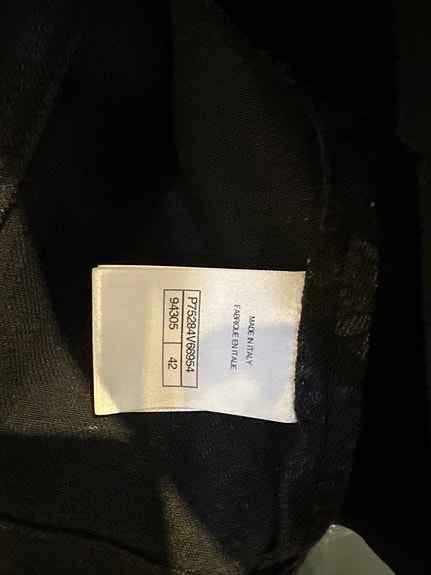 MADE IN ITALY
FABRIQUE EN ITALIE
P75284V66954
94305 42